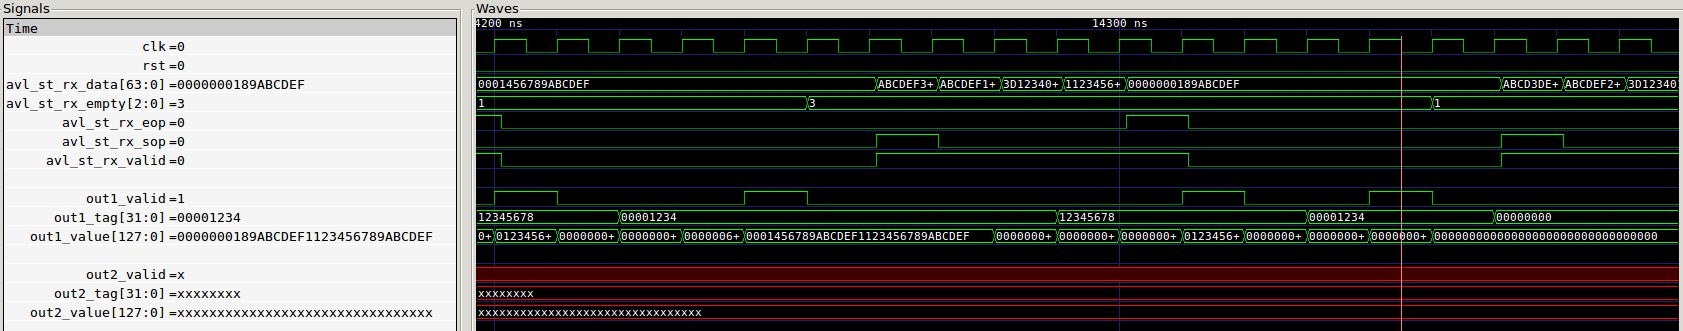 Signals
Waves
Time
4200 ns 14300 ns
clk=0
rst=0
avl_st_rx_data[63:0]=0000000189ABCDEF 0001456789ABCDEF ABCDEF3+ ABCDEF1+ 3D12340+ 1123456+ 0000000189ABCDEF ABCD3DE+ ABCDEF2+ 3D12340
avl_st_rx_empty[2:0]=3 1 3 1
avl_st_rx_eop=0
avl_st_rx_sop=0
avl_st_rx_valid=0
out1_valid=1
out1_tag[31:0]=00001234 12345678 00001234 12345678 00001234 00000000
out1_value[127:0]=0000000189ABCDEF1123456789ABCDEF 0+ 0123456+ 0000000+ 0000000+ 0000006+ 0001456789ABCDEF1123456789ABCDEF 0000000+ 0000000+ 0000000+ 0123456+ 0000000+ 0000000+ 0000000+ 00000000000000000000000000000000
out2_valid=x
out2_tag[31:0]=xxxxxxxx xxxxxxxx
out2_value[127:0]=xxxxxxxxxxxxxxxxxxxxxxxxxxxxxxxx xxxxxxxxxxxxxxxxxxxxxxxxxxxxxxxx